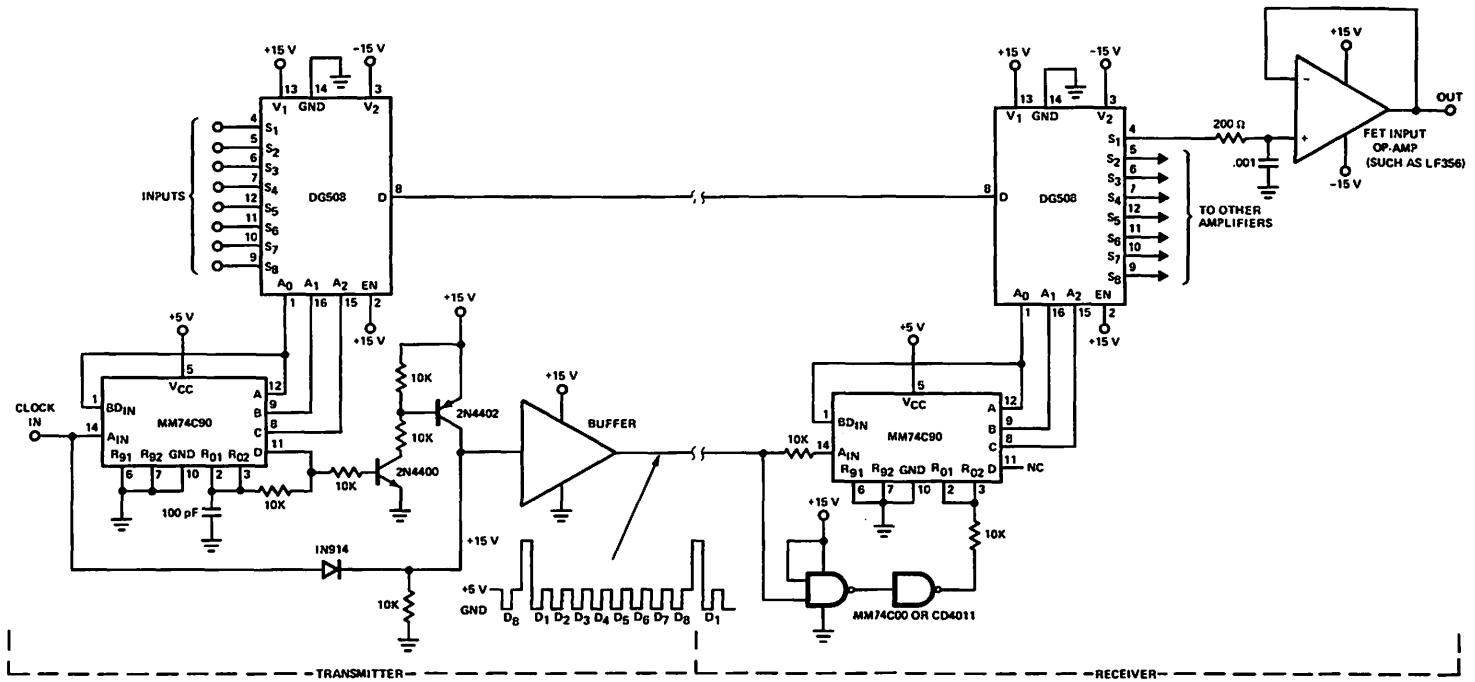 +15 V
-15 V
13
14
3
V1
GND
V2
INPUTS
4
S1
5
S2
6
S3
7
S4
12
S5
11
S6
10
S7
9
S8
DG508
D
8
A0
A1
A2
EN
1
16
15
2
+15 V
+5 V
5
VCC
CLOCK
IN
1
BDIN
14
AIN
MM74C90
A
12
B
9
C
8
D
11
R91
R92
GND
R01
R02
6
7
10
2
3
100 pF
10K
10K
10K
10K
+15 V
2N4402
2N4400
IN914
10K
+15 V
BUFFER
+15 V
+5 V
GND
D8
D1
D2
D3
D4
D5
D6
D7
D8
D1
+15 V
-15 V
13
14
3
V1
GND
V2
8
D
DG508
S1
4
S2
5
S3
6
S4
7
S5
12
S6
11
S7
10
S8
9
TO OTHER
AMPLIFIERS
A0
A1
A2
EN
1
16
15
2
+15 V
200 Ω
.001
+15 V
-
+
-15 V
OUT
FET INPUT
OP-AMP
(SUCH AS LF356)
+5 V
5
VCC
1
BDIN
10K
14
AIN
MM74C90
A
12
B
9
C
8
D
11
NC
R91
R92
GND
R01
R02
6
7
10
2
3
+15 V
10K
MM74C00 OR CD4011
TRANSMITTER
RECEIVER